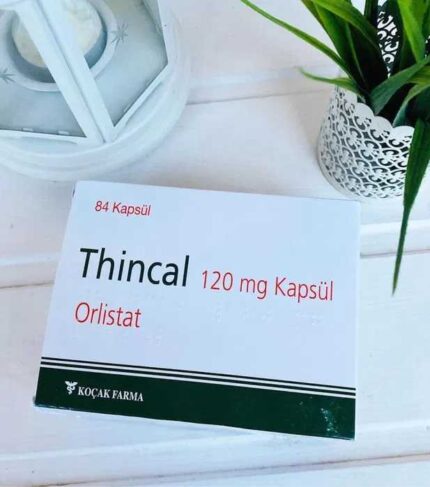 84 Kapsül
Thincal 120 mg Kapsül
Orlistat
KOÇAK FARMA